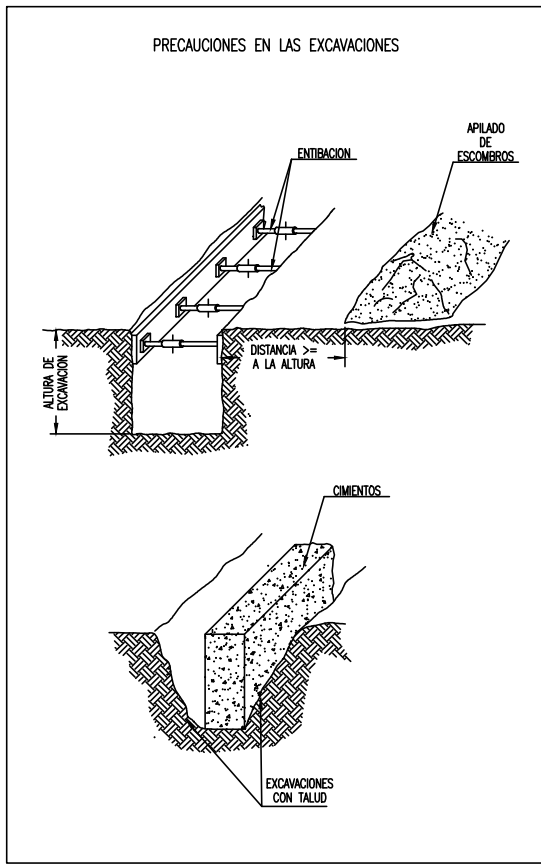 PRECAUCIONES EN LAS EXCAVACIONES
APILADO
DE
ESCOMBROS
ENTIBACION
ALTURA DE
EXCAVACION
DISTANCIA >=
A LA ALTURA
CIMIENTOS
EXCAVACIONES
CON TALUD